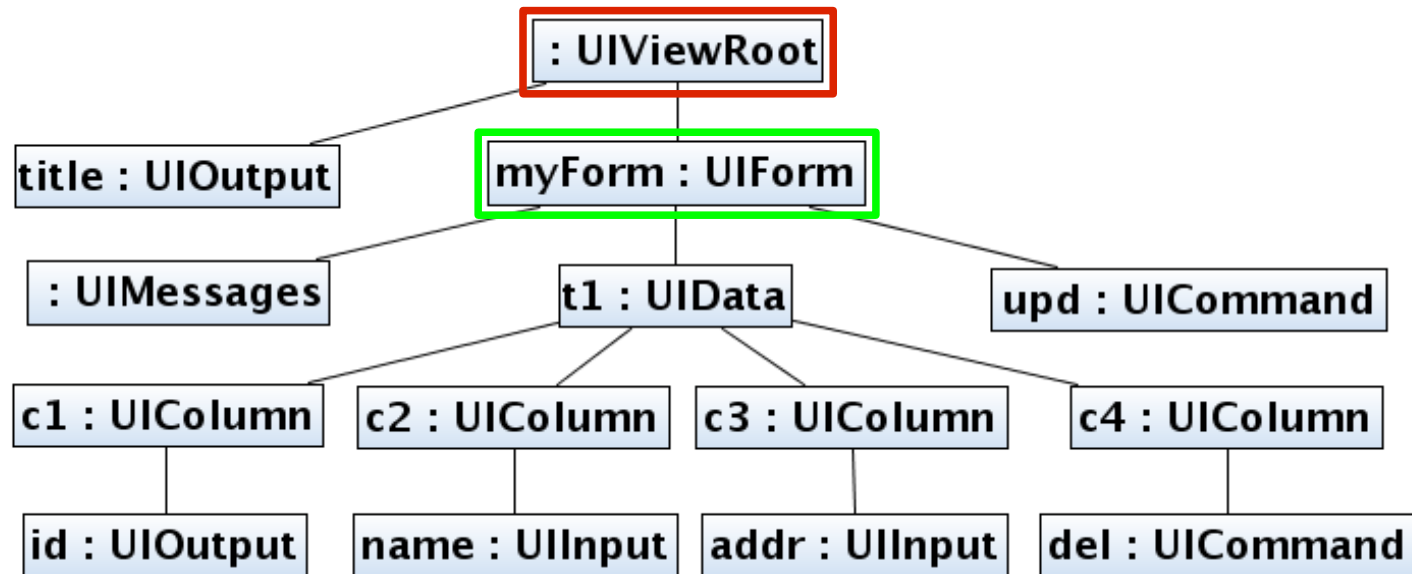 : UIViewRoot
title : UIOutput
myForm : UIForm
: UIMessages
t1 : UIData
upd : UICommand
c1 : UIColumn
c2 : UIColumn
c3 : UIColumn
c4 : UIColumn
id : UIOutput
name : UIInput
addr : UIInput
del : UICommand